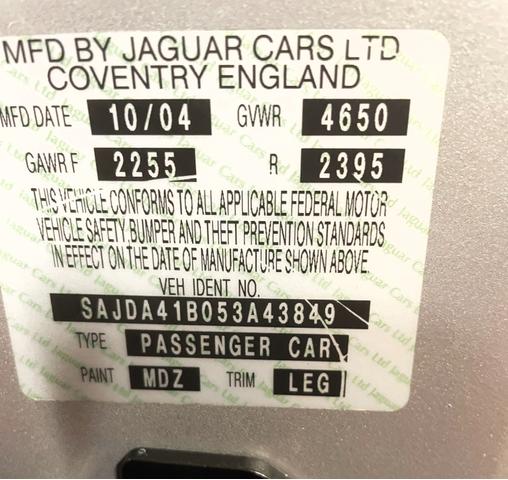 MFD BY JAGUAR CARS LTD
COVENTRY ENGLAND
MFD DATE 10/04 GVWR 4650
GAWR F 2255 R 2395
THIS VEHICLE CONFORMS TO ALL APPLICABLE FEDERAL MOTOR
VEHICLE SAFETY BUMPER AND THEFT PREVENTION STANDARDS
IN EFFECT ON THE DATE OF MANUFACTURE SHOWN ABOVE.
VEH IDENT NO.
SAJDA41B053A43849
TYPE PASSENGER CAR
PAINT MDZ TRIM LEG